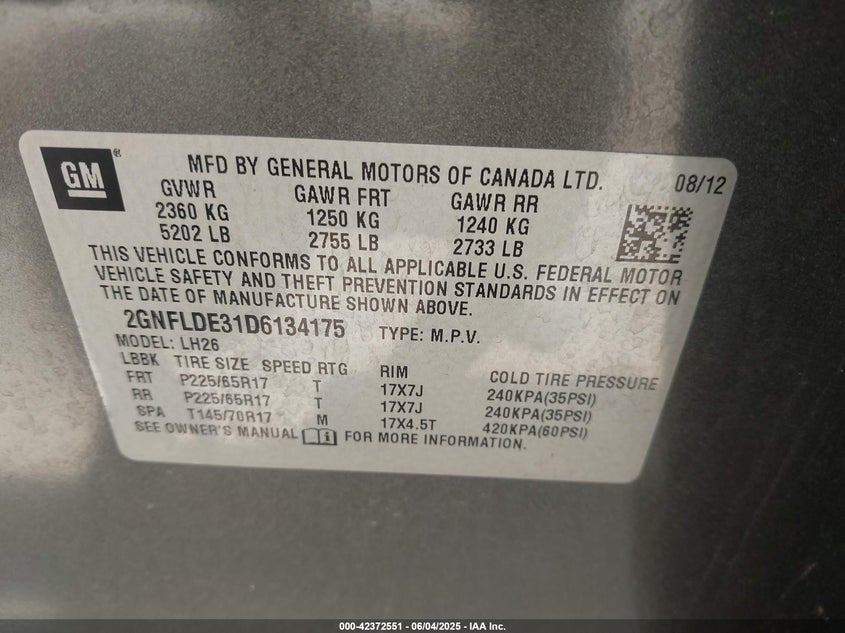 GM ®
MFD BY GENERAL MOTORS OF CANADA LTD. 08/12
GVWR GAWR FRT GAWR RR
2360 KG 1250 KG 1240 KG
5202 LB 2755 LB 2733 LB
THIS VEHICLE CONFORMS TO ALL APPLICABLE U.S. FEDERAL MOTOR
VEHICLE SAFETY AND THEFT PREVENTION STANDARDS IN EFFECT ON
THE DATE OF MANUFACTURE SHOWN ABOVE.
2GNFLDE31D6134175 TYPE: M.P.V.
MODEL: LH26
LBBK TIRE SIZE SPEED RTG RIM COLD TIRE PRESSURE
FRT P225/65R17 T 17X7J 240KPA(35PSI)
RR P225/65R17 T 17X7J 240KPA(35PSI)
SPA T145/70R17 M 17X4.5T 420KPA(60PSI)
SEE OWNER'S MANUAL FOR MORE INFORMATION.
000-42372551 - 06/04/2025 - IAA Inc.